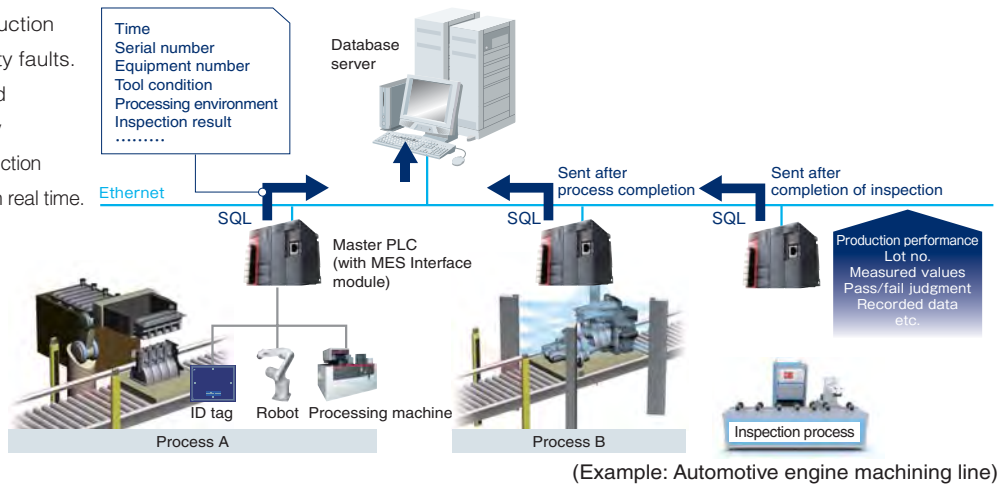 uction
ty faults.
d
ction
n real time.
Time
Serial number
Equipment number
Tool condition
Processing environment
Inspection result
………
Database
server
Ethernet
SQL
Master PLC
(with MES Interface
module)
Sent after
process completion
SQL
Sent after
completion of inspection
SQL
Production performance
Lot no.
Measured values
Pass/fail judgment
Recorded data
etc.
ID tag
Robot
Processing machine
Process A
Process B
Inspection process
(Example: Automotive engine machining line)